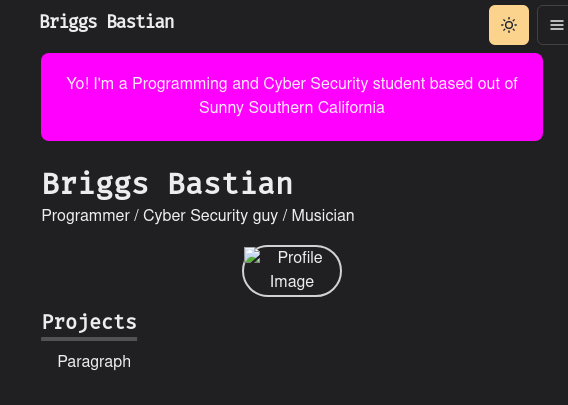 Briggs Bastian
Yo! I'm a Programming and Cyber Security student based out of
Sunny Southern California
Briggs Bastian
Programmer / Cyber Security guy / Musician
Profile
Image
Projects
Paragraph